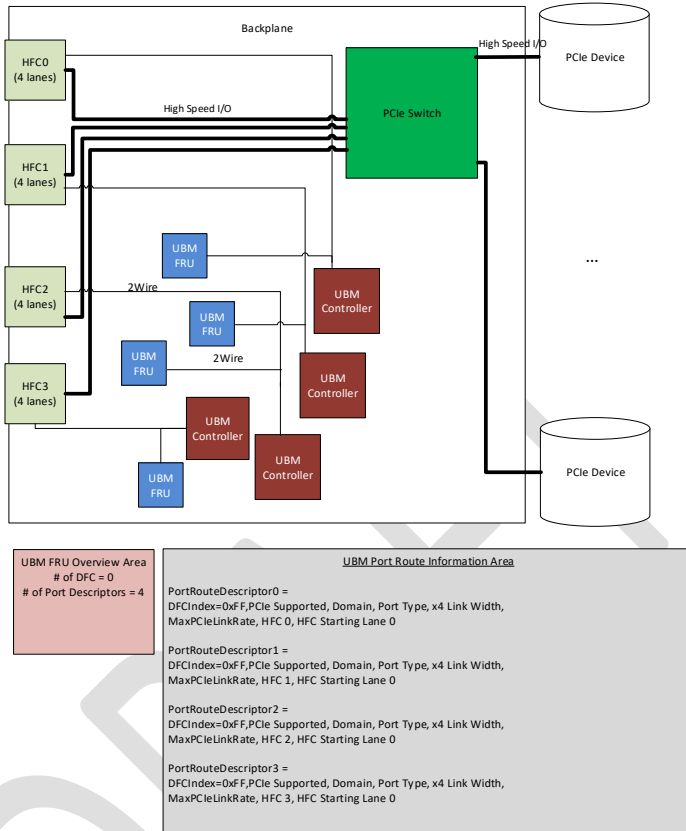 Backplane
High Speed I/O
PCIe Device
HFC0
(4 lanes)
High Speed I/O
PCIe Switch
HFC1
(4 lanes)
UBM
FRU
...
HFC2
(4 lanes)
2Wire
UBM
Controller
UBM
FRU
2Wire
UBM
FRU
HFC3
(4 lanes)
UBM
Controller
UBM
Controller
UBM
Controller
UBM
FRU
PCIe Device
UBM FRU Overview Area
# of DFC = 0
# of Port Descriptors = 4
UBM Port Route Information Area
PortRouteDescriptor0 =
DFCIndex=0xFF,PCIe Supported, Domain, Port Type, x4 Link Width,
MaxPCIeLinkRate, HFC 0, HFC Starting Lane 0
PortRouteDescriptor1 =
DFCIndex=0xFF,PCIe Supported, Domain, Port Type, x4 Link Width,
MaxPCIeLinkRate, HFC 1, HFC Starting Lane 0
PortRouteDescriptor2 =
DFCIndex=0xFF,PCIe Supported, Domain, Port Type, x4 Link Width,
MaxPCIeLinkRate, HFC 2, HFC Starting Lane 0
PortRouteDescriptor3 =
DFCIndex=0xFF,PCIe Supported, Domain, Port Type, x4 Link Width,
MaxPCIeLinkRate, HFC 3, HFC Starting Lane 0